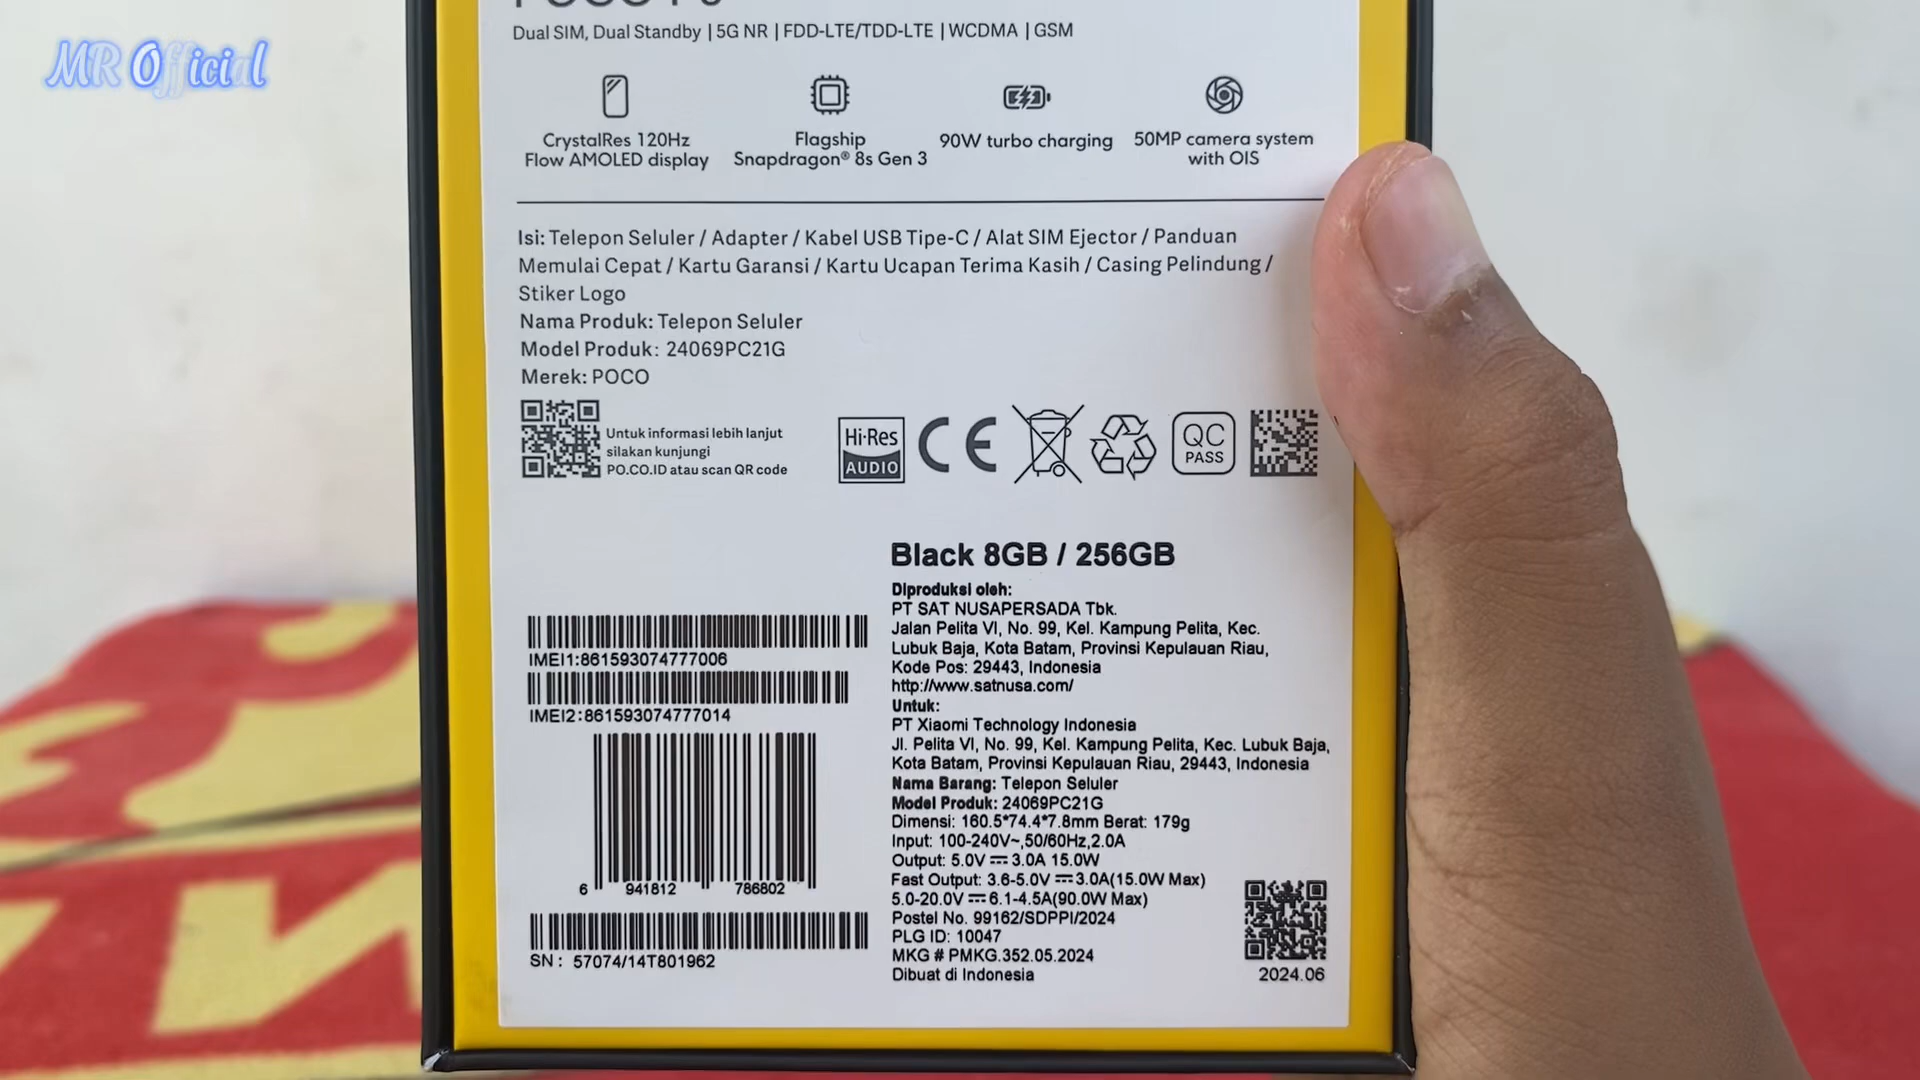 MR Official
Dual SIM, Dual Standby | 5G NR | FDD-LTE/TDD-LTE | WCDMA | GSM
CrystalRes 120Hz
Flow AMOLED display
Flagship
Snapdragon® 8s Gen 3
90W turbo charging
50MP camera system
with OIS
Isi: Telepon Seluler / Adapter / Kabel USB Tipe-C / Alat SIM Ejector / Panduan
Memulai Cepat / Kartu Garansi / Kartu Ucapan Terima Kasih / Casing Pelindung /
Stiker Logo
Nama Produk: Telepon Seluler
Model Produk: 24069PC21G
Merek: POCO
Untuk informasi lebih lanjut
silakan kunjungi
PO.CO.ID atau scan QR code
Hi-Res
AUDIO
CE
QC
PASS
Black 8GB / 256GB
Diproduksi oleh:
PT SAT NUSAPERSADA Tbk.
Jalan Pelita VI, No. 99, Kel. Kampung Pelita, Kec.
Lubuk Baja, Kota Batam, Provinsi Kepulauan Riau,
Kode Pos: 29443, Indonesia
http://www.satnusa.com/
Untuk:
PT Xiaomi Technology Indonesia
Jl. Pelita VI, No. 99, Kel. Kampung Pelita, Kec. Lubuk Baja,
Kota Batam, Provinsi Kepulauan Riau, 29443, Indonesia
Nama Barang: Telepon Seluler
Model Produk: 24069PC21G
Dimensi: 160.5*74.4*7.8mm Berat: 179g
Input: 100-240V~,50/60Hz,2.0A
Output: 5.0V⎓3.0A 15.0W
Fast Output: 3.6-5.0V⎓3.0A(15.0W Max)
5.0-20.0V⎓6.1-4.5A(90.0W Max)
Postel No. 99162/SDPPI/2024
PLG ID: 10047
MKG # PMKG.352.05.2024
Dibuat di Indonesia
2024.06
IMEI1:861593074777006
IMEI2:861593074777014
6 941812 786802
SN: 57074/14T801962